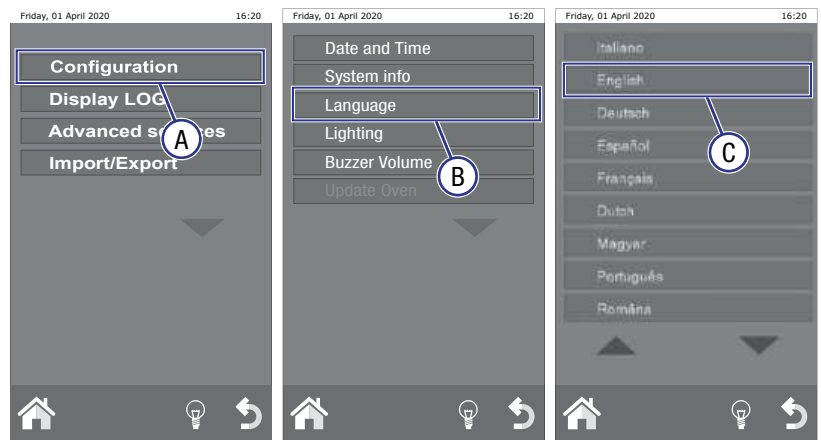 Friday, 01 April 2020 16:20
Configuration
Display LOG
Advanced se ces
Import/Export
A
Friday, 01 April 2020 16:20
Date and Time
System info
Language
Lighting
Buzzer Volume
Update Oven
B
Friday, 01 April 2020 16:20
Italiano
English
Deutsch
Español
Français
Dutch
Magyar
Português
Româna
C